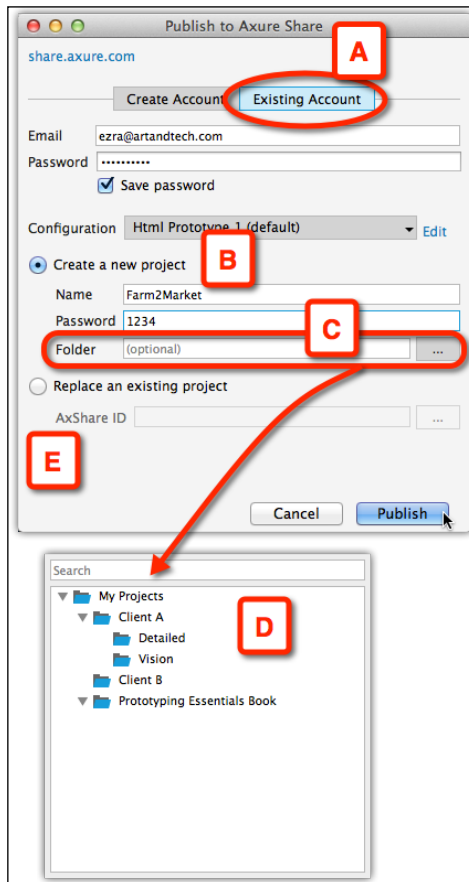 Publish to Axure Share
A
share.axure.com
Create Account Existing Account
Email ezra@artandtech.com
Password ••••••••••
Save password
Configuration Html Prototype 1 (default) Edit
B
Create a new project
Name Farm2Market
Password 1234
C
Folder (optional) ...
Replace an existing project
AxShare ID ...
E
Cancel Publish
Search
My Projects
D
Client A
Detailed
Vision
Client B
Prototyping Essentials Book